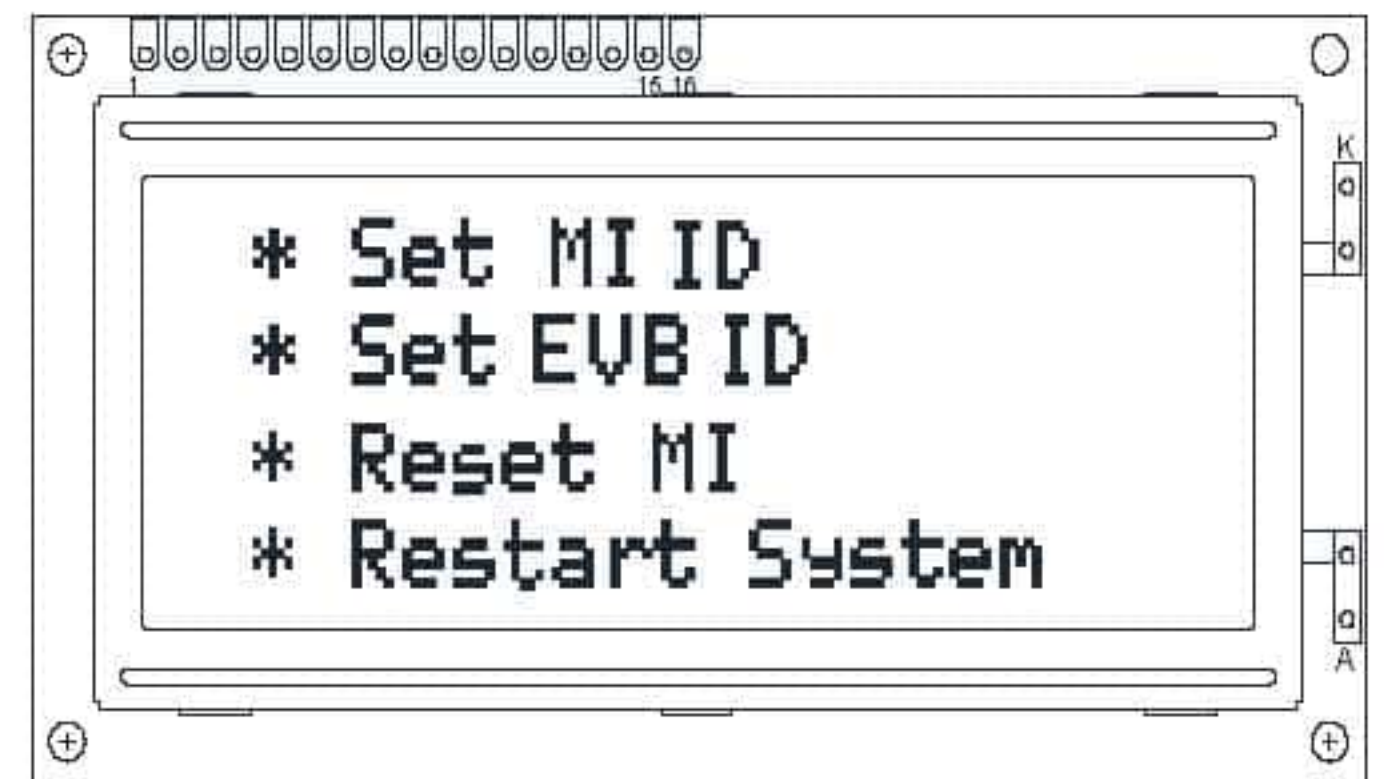 1 15 16
K
* Set MI ID
* Set EVB ID
* Reset MI
* Restart System
A